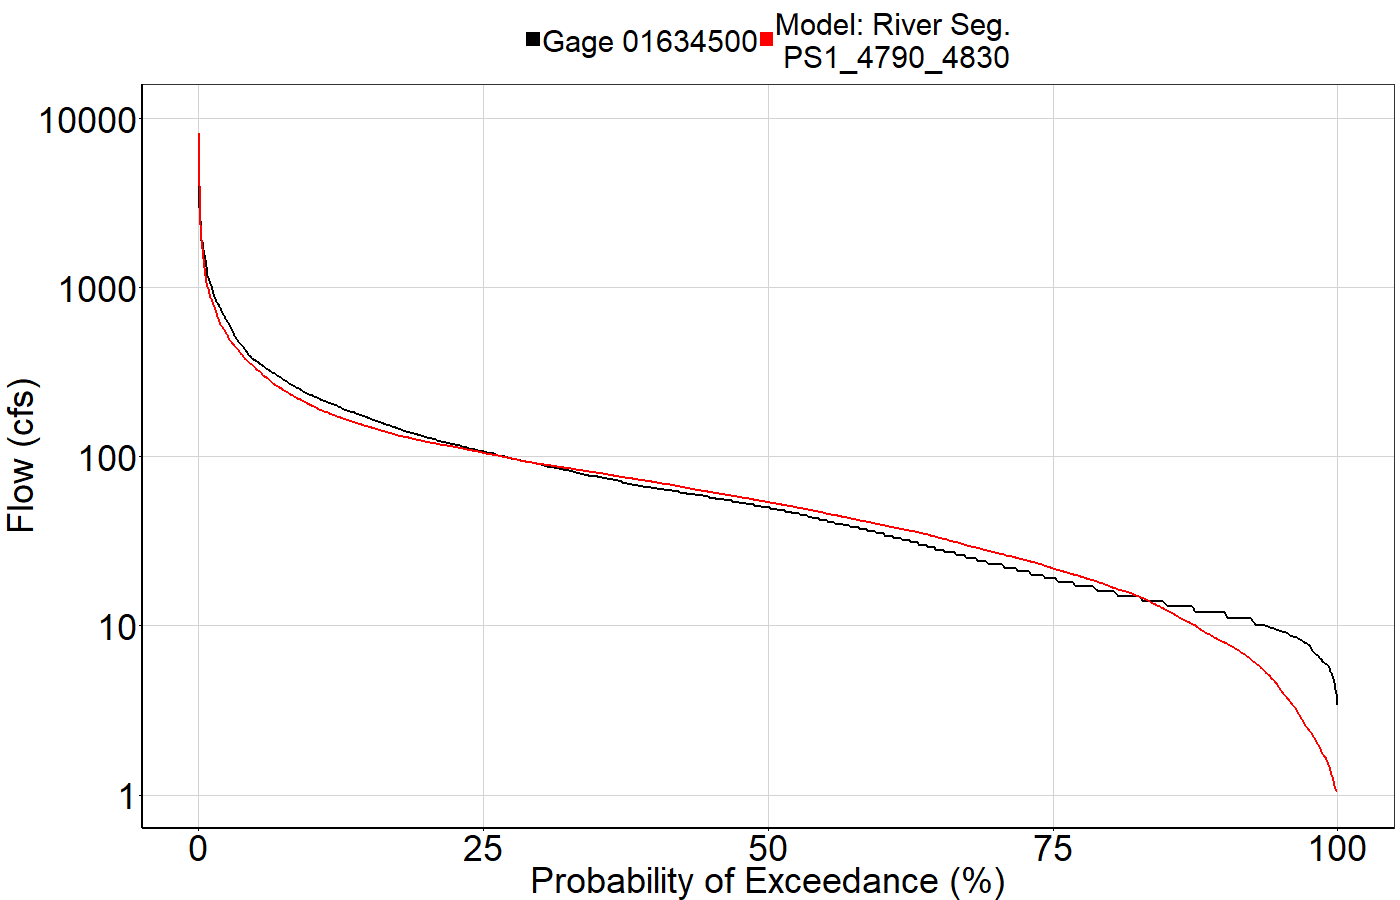 Gage 01634500
Model: River Seg.
PS1_4790_4830
10000
1000
100
10
1
Flow (cfs)
0 25 50 75 100
Probability of Exceedance (%)